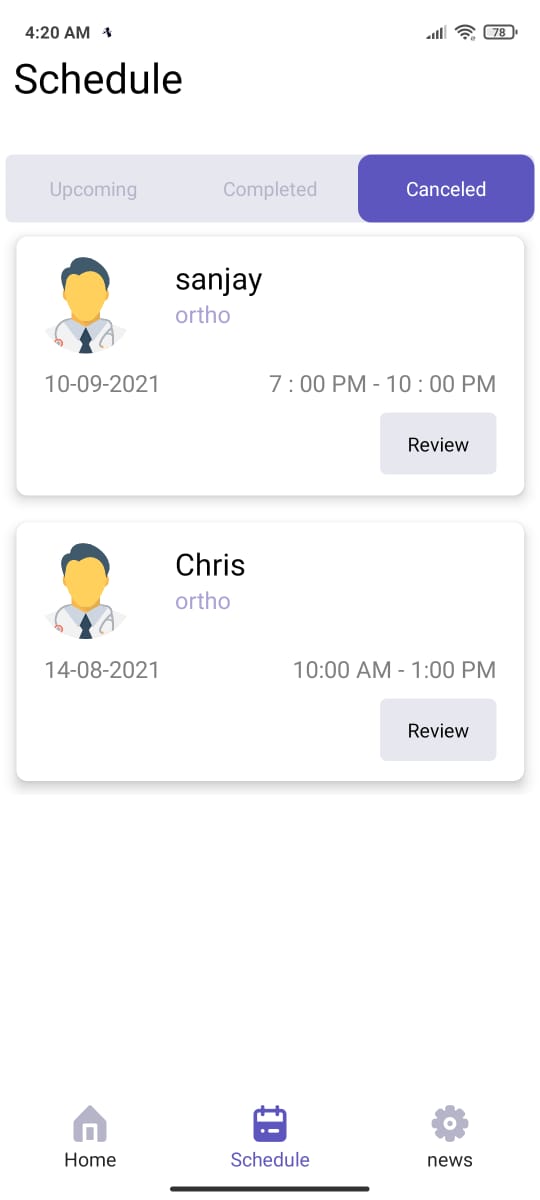 4:20 AM
78
Schedule
Upcoming Completed Canceled
sanjay
ortho
10-09-2021 7 : 00 PM - 10 : 00 PM
Review
Chris
ortho
14-08-2021 10:00 AM - 1:00 PM
Review
Home Schedule news